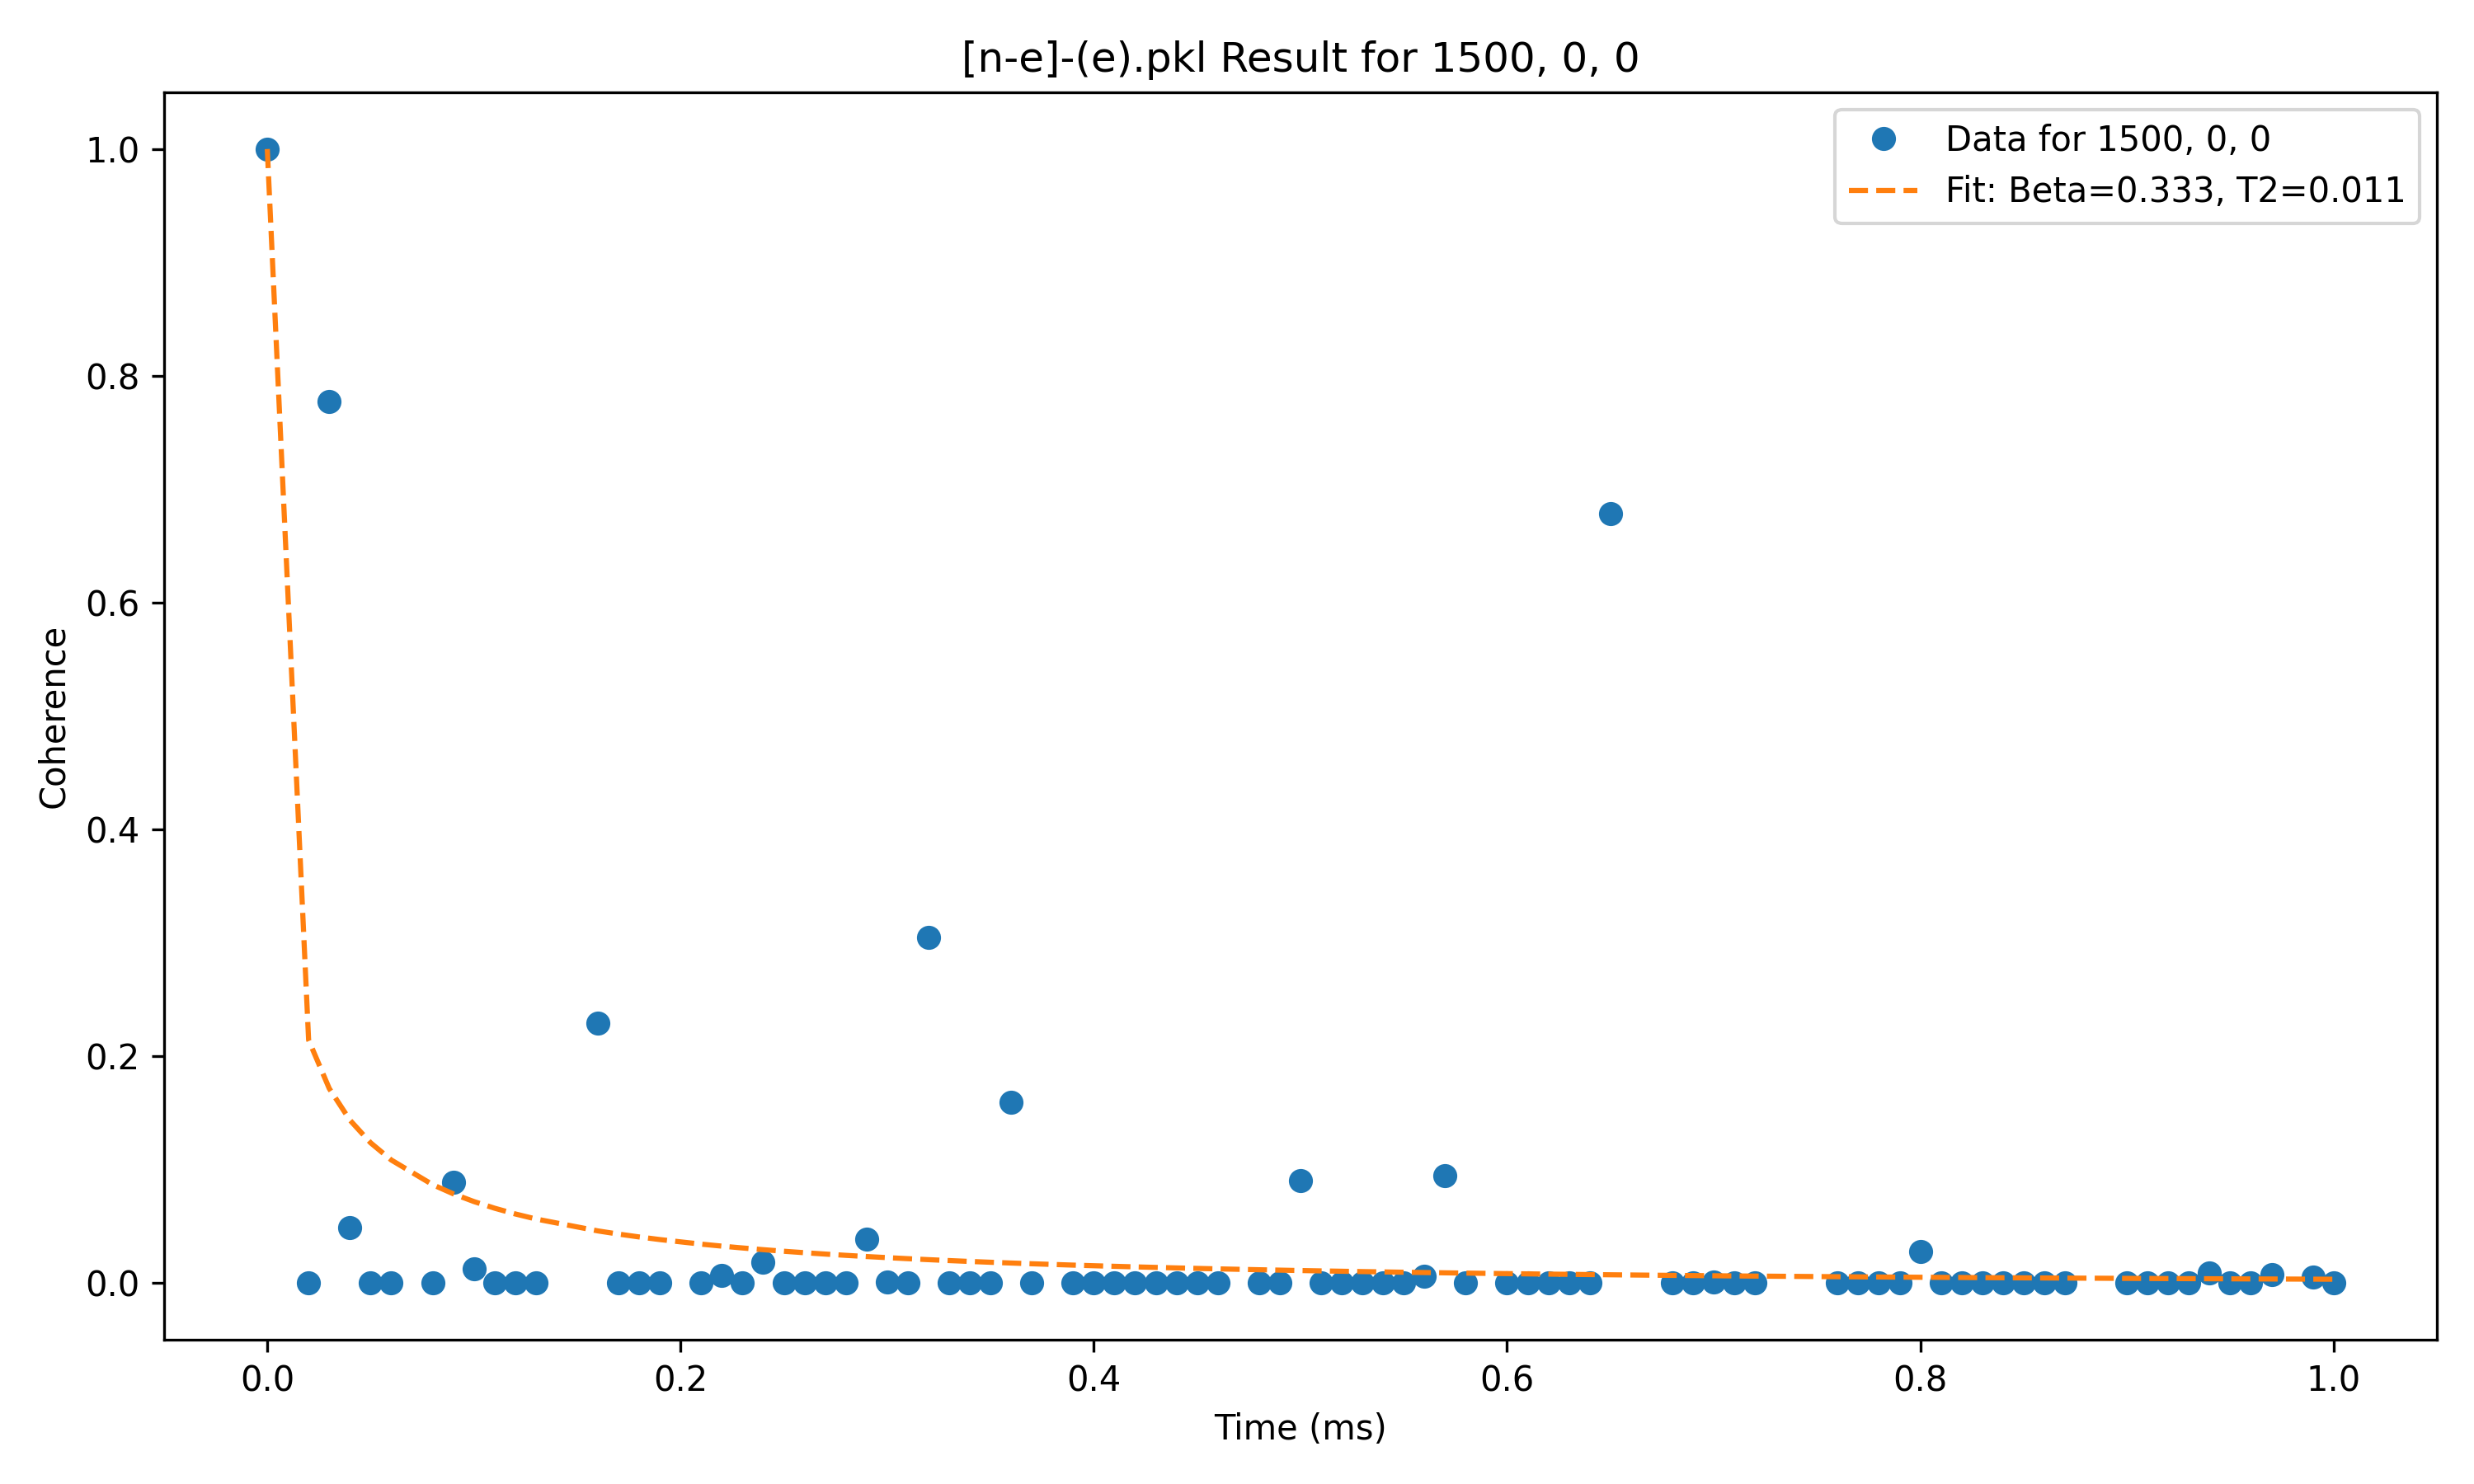 [n-e]-(e).pkl Result for 1500, 0, 0
Data for 1500, 0, 0
Fit: Beta=0.333, T2=0.011
Coherence
1.0
0.8
0.6
0.4
0.2
0.0
0.0 0.2 0.4 0.6 0.8 1.0
Time (ms)